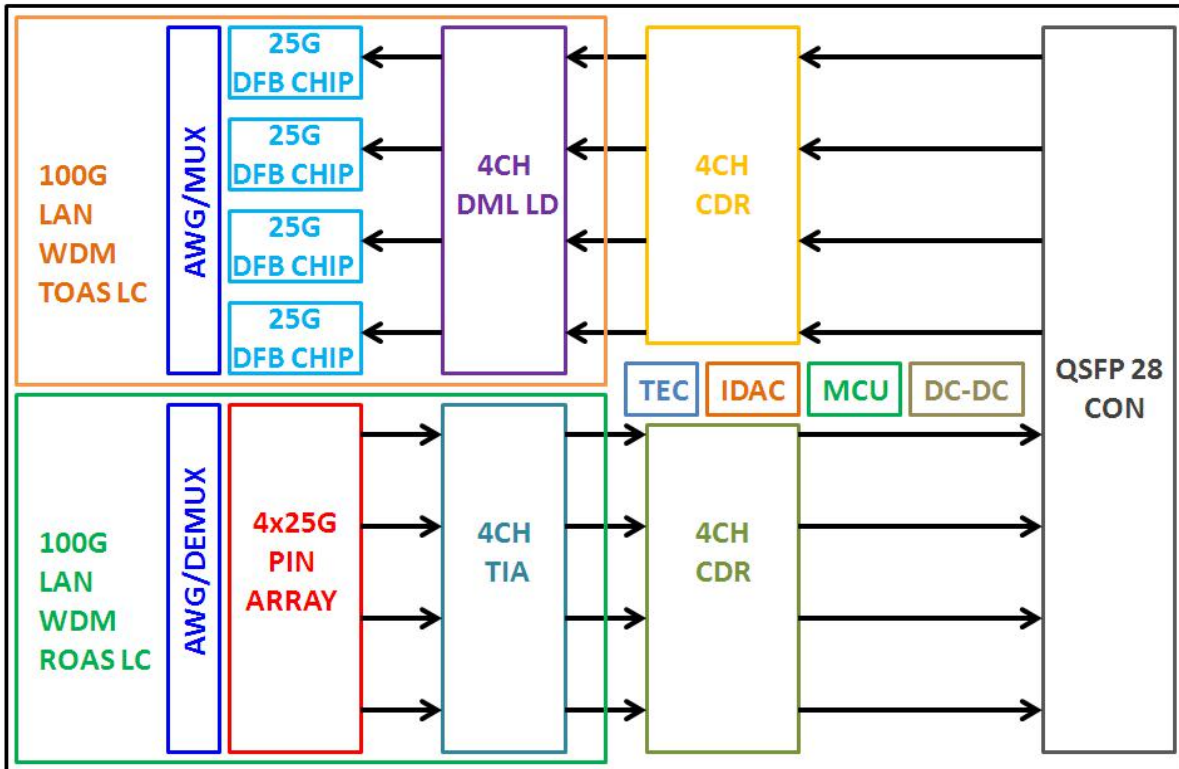 100G
LAN
WDM
TOAS LC
AWG/MUX
25G
DFB CHIP
25G
DFB CHIP
25G
DFB CHIP
25G
DFB CHIP
4CH
DML LD
4CH
CDR
QSFP 28
CON
TEC
IDAC
MCU
DC-DC
100G
LAN
WDM
ROAS LC
AWG/DEMUX
4x25G
PIN
ARRAY
4CH
TIA
4CH
CDR